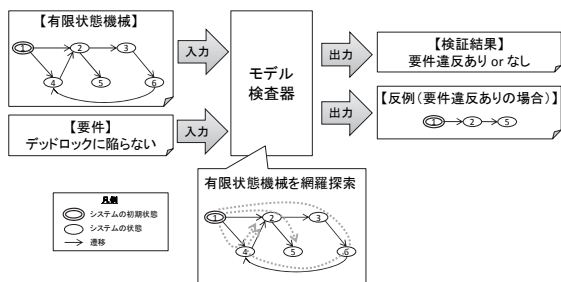 【有限状態機械】
1
2
3
4
5
6
入力
【要件】
デッドロックに陥らない
入力
モデル
検査器
出力
【検証結果】
要件違反あり or なし
出力
【反例(要件違反ありの場合)】
1
2
5
有限状態機械を網羅探索
1
2
3
4
5
6
凡例
システムの初期状態
システムの状態
遷移